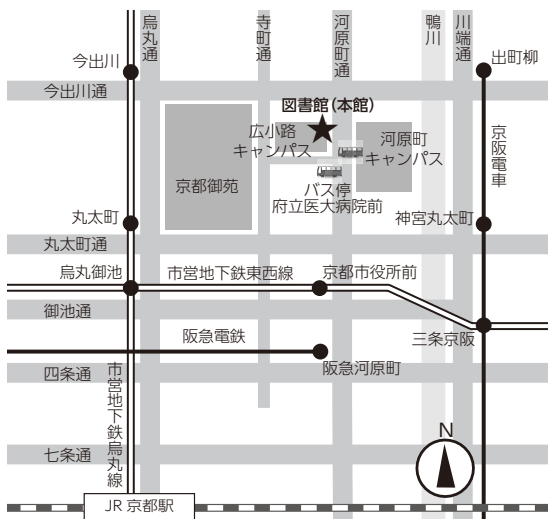 烏丸通
寺町通
河原町通
鴨川
川端通
今出川
出町柳
今出川通
図書館(本館)
広小路
キャンパス
河原町
キャンパス
京阪電車
京都御苑
バス停
府立医大病院前
丸太町
神宮丸太町
丸太町通
烏丸御池
市営地下鉄東西線
京都市役所前
御池通
三条京阪
阪急電鉄
阪急河原町
四条通
市営地下鉄烏丸線
七条通
N
JR 京都駅